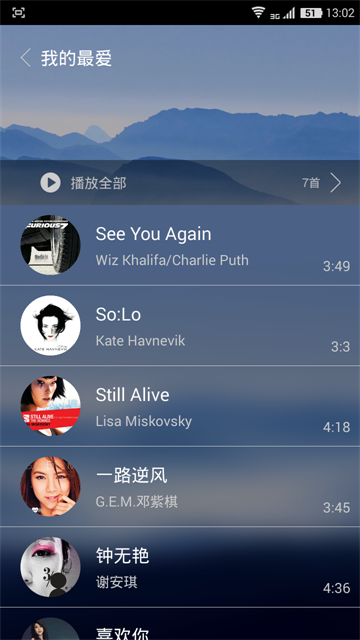 3G 51 13:02
我的最爱
播放全部 7首
FURIOUS7
See You Again
Wiz Khalifa/Charlie Puth
3:49
So:Lo
Kate Havnevik
3:3
KATE HAVNEVIK
Still Alive
Lisa Miskovsky
4:18
STILL ALIVE
一路逆风
G.E.M.邓紫棋
3:45
钟无艳
谢安琪
4:36
喜欢你